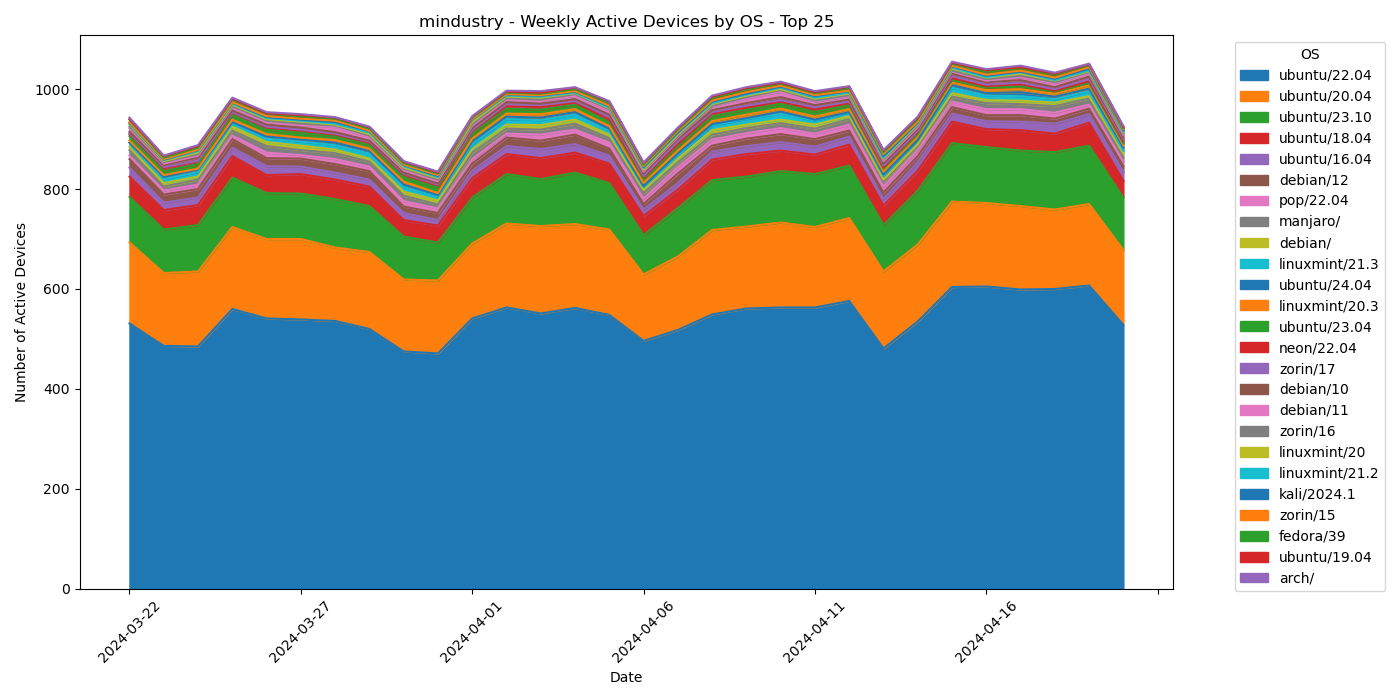 mindustry - Weekly Active Devices by OS - Top 25
Number of Active Devices
1000
800
600
400
200
0
2024-03-22
2024-03-27
2024-04-01
2024-04-06
2024-04-11
2024-04-16
Date
OS
ubuntu/22.04
ubuntu/20.04
ubuntu/23.10
ubuntu/18.04
ubuntu/16.04
debian/12
pop/22.04
manjaro/
debian/
linuxmint/21.3
ubuntu/24.04
linuxmint/20.3
ubuntu/23.04
neon/22.04
zorin/17
debian/10
debian/11
zorin/16
linuxmint/20
linuxmint/21.2
kali/2024.1
zorin/15
fedora/39
ubuntu/19.04
arch/